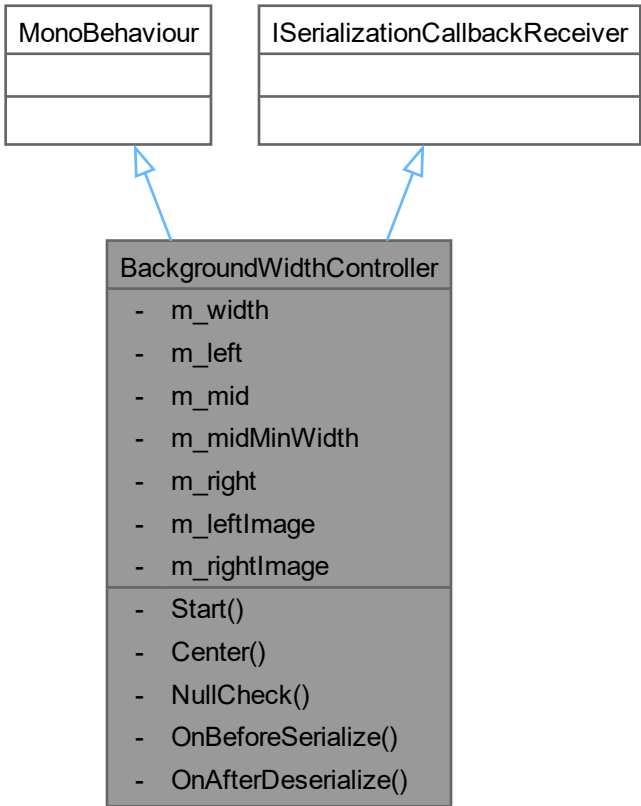 MonoBehaviour
ISerializationCallbackReceiver
BackgroundWidthController
- m_width
- m_left
- m_mid
- m_midMinWidth
- m_right
- m_leftImage
- m_rightImage
- Start()
- Center()
- NullCheck()
- OnBeforeSerialize()
- OnAfterDeserialize()